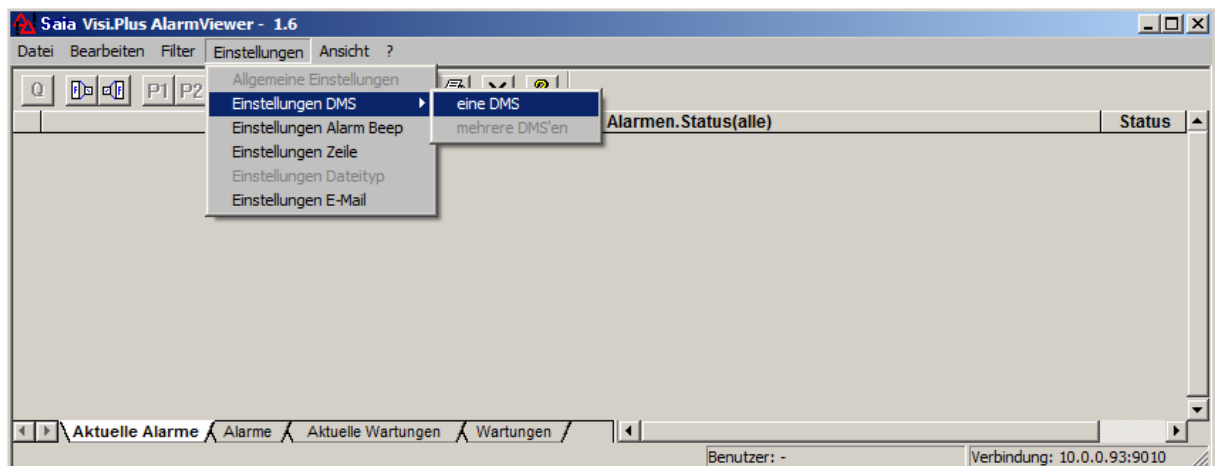 Saia Visi.Plus AlarmViewer - 1.6
Datei Bearbeiten Filter Einstellungen Ansicht ?
Q P1 P2
Allgemeine Einstellungen
Einstellungen DMS
eine DMS
Einstellungen Alarm Beep
mehrere DMS'en
Einstellungen Zeile
Einstellungen Dateityp
Einstellungen E-Mail
Alarmen.Status(alle) Status
Aktuelle Alarme Alarme Aktuelle Wartungen Wartungen
Benutzer: - Verbindung: 10.0.0.93:9010